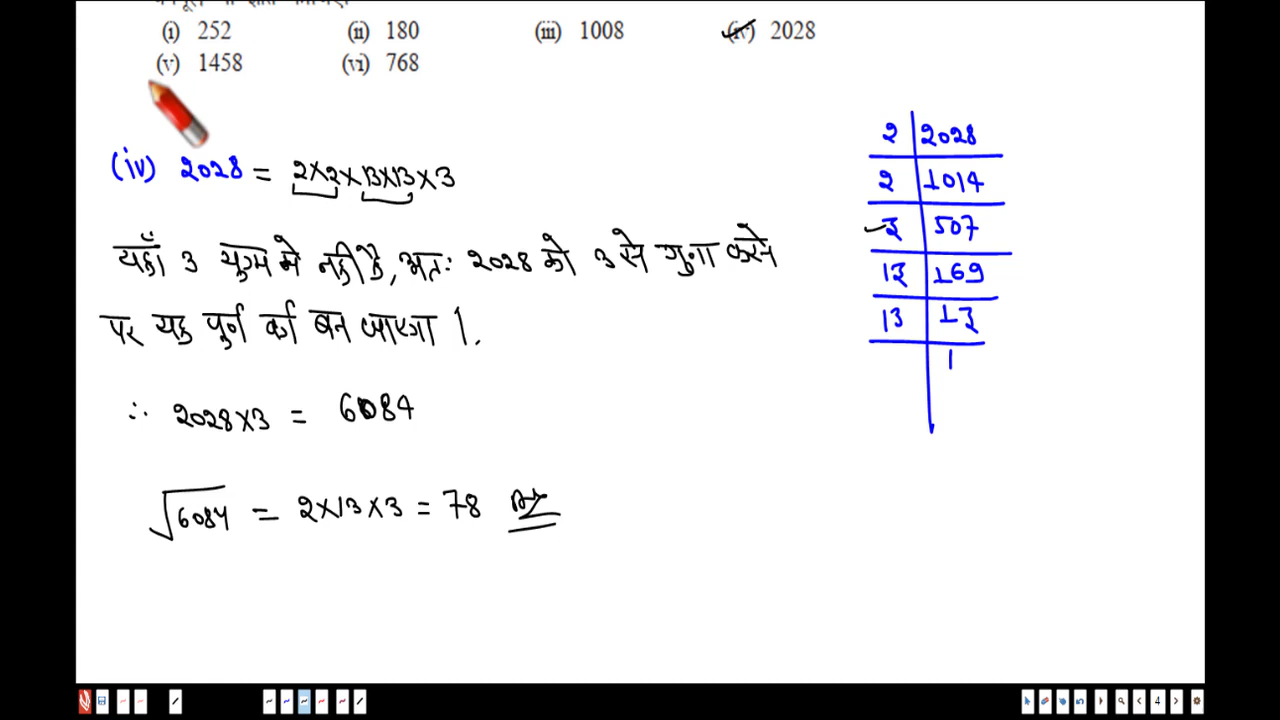 (i) 252 (ii) 180 (iii) 1008 (iv) 2028
(v) 1458 (vi) 768
(iv) 2028 = 2×2×13×13×3
यहाँ 3 युग्म मे नही है, अतः 2028 को 3 से गुना करने
पर यह पूर्ण वर्ग बन जाएगा ।.
∴ 2028×3 = 6084
√6084 = 2×13×3 = 78 Ans
2 | 2028
2 | 1014
3 | 507
13 | 169
13 | 13
1
4